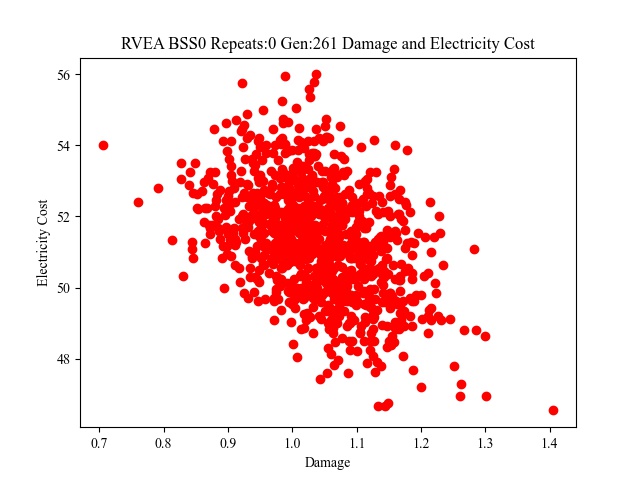 RVEA BSS0 Repeats:0 Gen:261 Damage and Electricity Cost
56
54
52
50
48
Electricity Cost
0.7 0.8 0.9 1.0 1.1 1.2 1.3 1.4
Damage